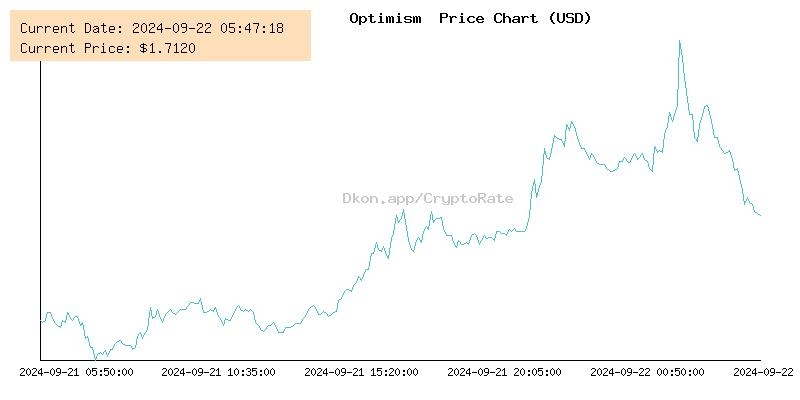 Optimism  Price Chart (USD)
Current Date: 2024-09-22 05:47:18
Current Price: $1.7120
Dkon.app/CryptoRate
2024-09-21 05:50:00 2024-09-21 10:35:00 2024-09-21 15:20:00 2024-09-21 20:05:00 2024-09-22 00:50:00 2024-09-22